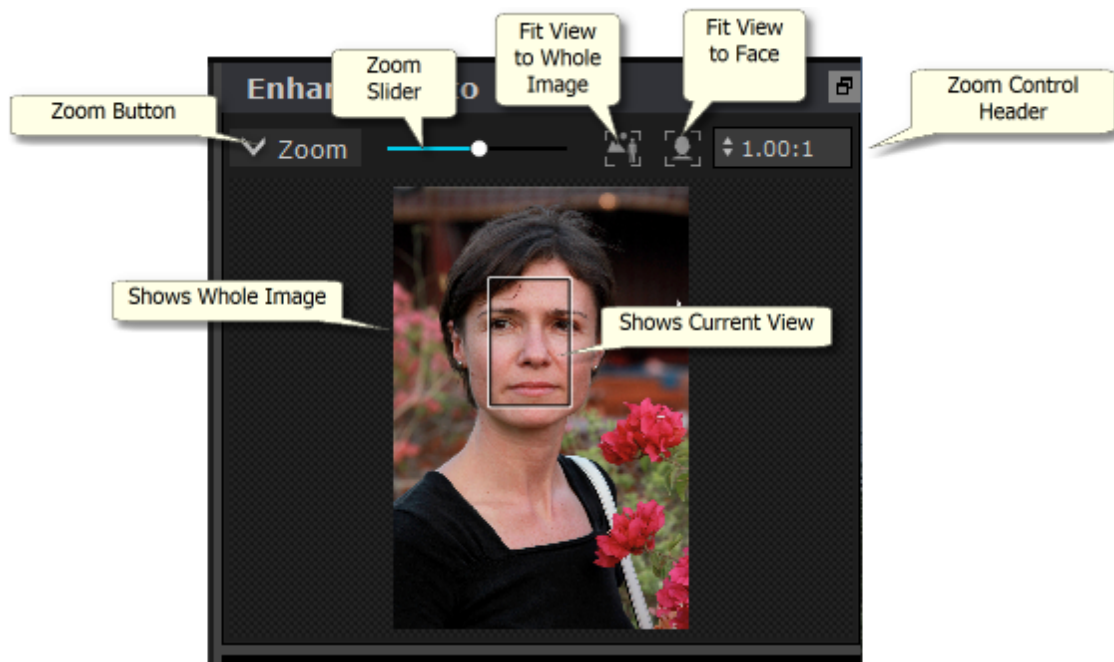 Fit View
to Whole
Image
Fit View
to Face
Zoom
Slider
Zoom Control
Header
Zoom Button
Zoom
1.00:1
Shows Whole Image
Shows Current View